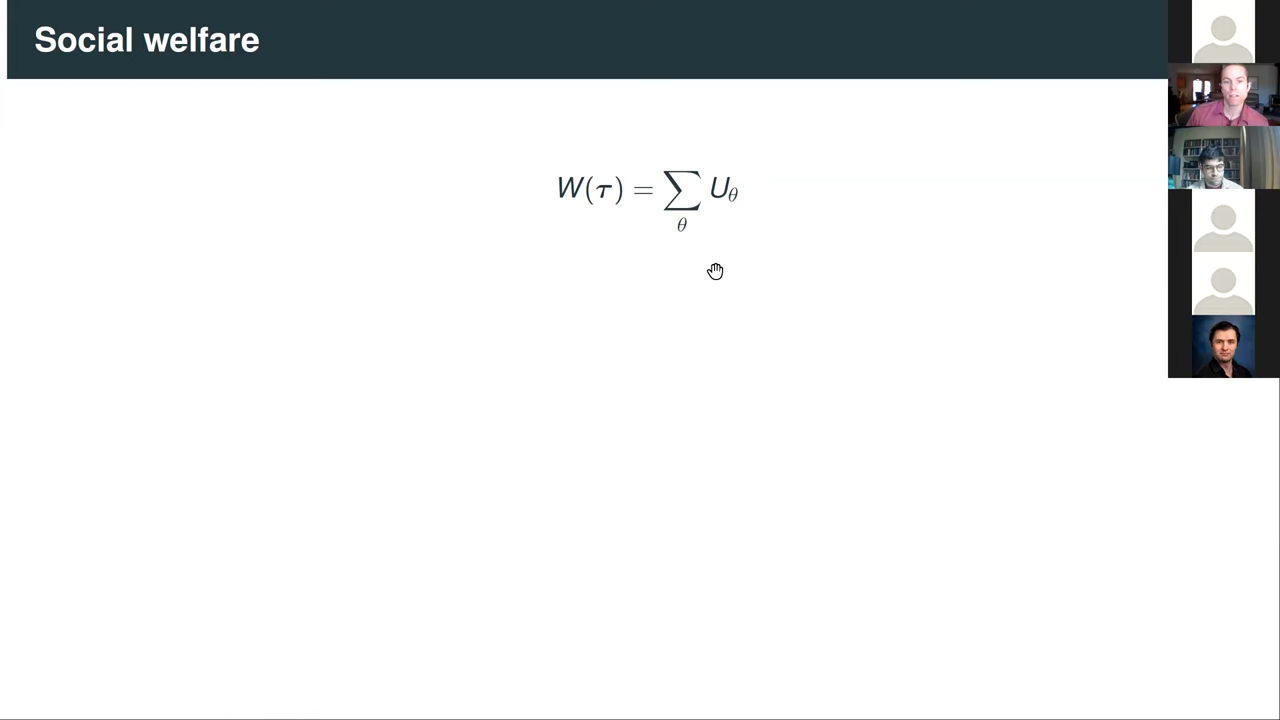 Social welfare
W(τ) = ∑_θ U_θ